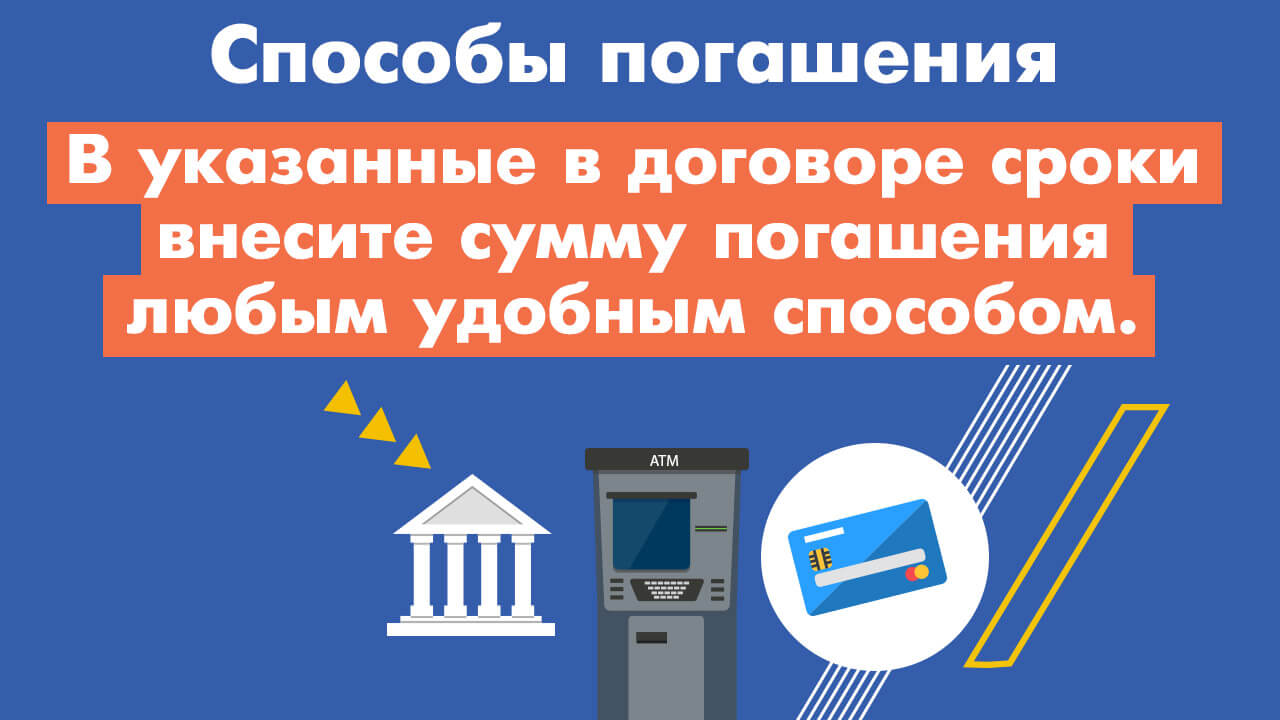 Способы погашения
В указанные в договоре сроки
внесите сумму погашения
любым удобным способом.
ATM